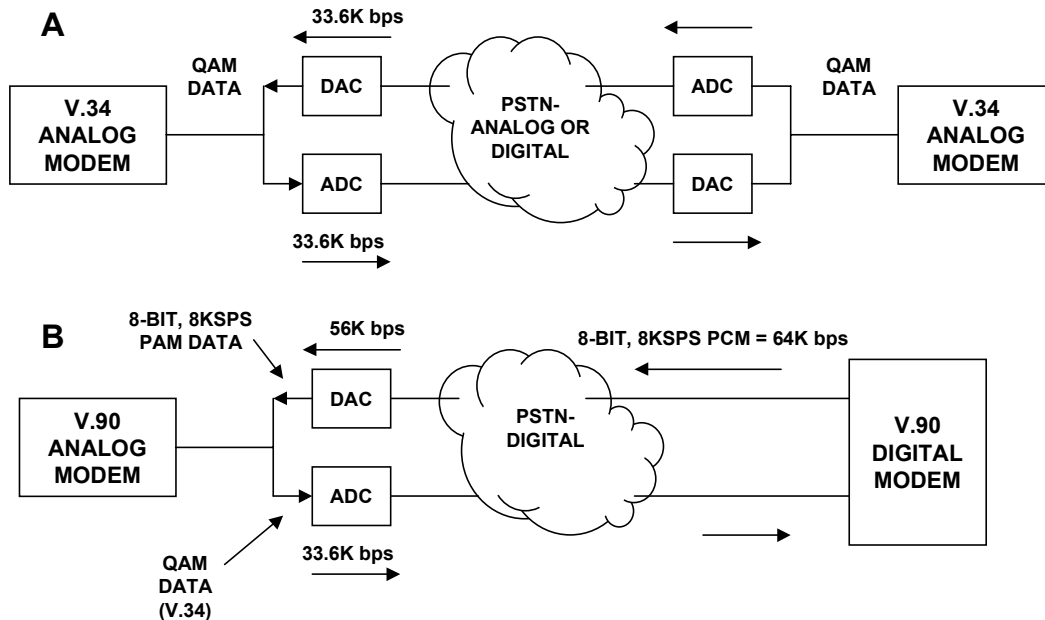 A
33.6K bps
QAM
DATA
DAC
ADC
QAM
DATA
V.34
ANALOG
MODEM
PSTN-
ANALOG OR
DIGITAL
V.34
ANALOG
MODEM
ADC
DAC
33.6K bps
B
8-BIT, 8KSPS
PAM DATA
56K bps
8-BIT, 8KSPS PCM = 64K bps
DAC
V.90
ANALOG
MODEM
PSTN-
DIGITAL
V.90
DIGITAL
MODEM
ADC
QAM
DATA
(V.34)
33.6K bps